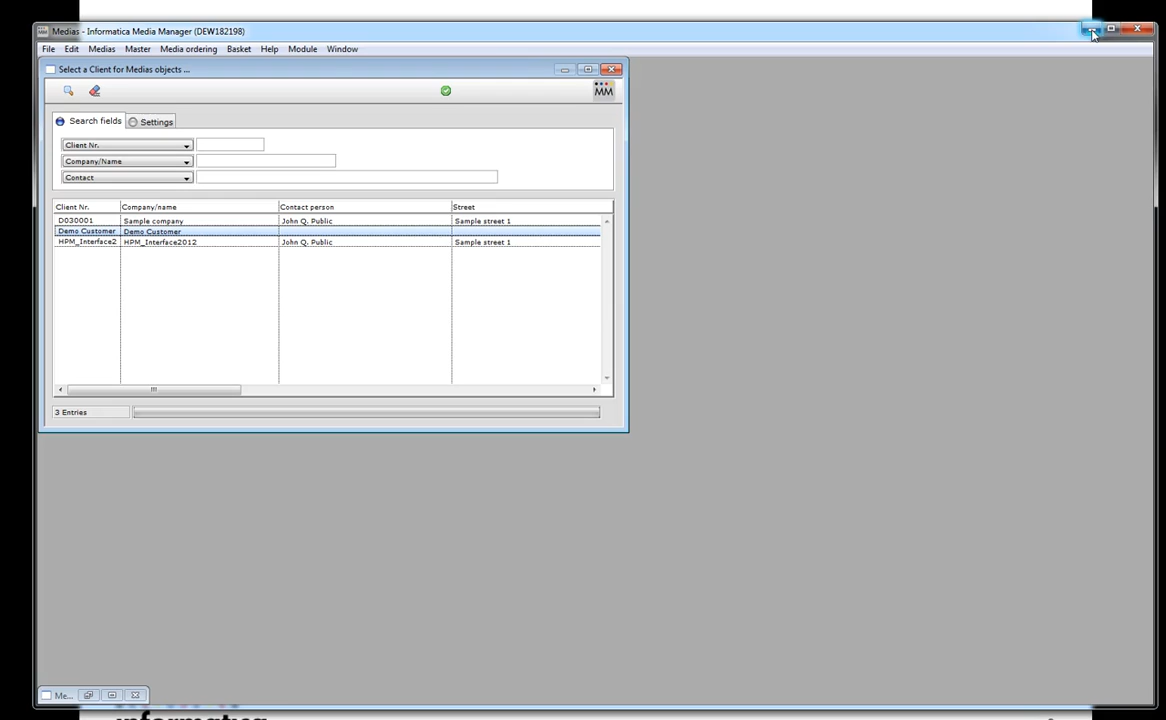 Medias - Informatica Media Manager (DEW182198)
File Edit Medias Master Media ordering Basket Help Module Window
Select a Client for Medias objects ...
MM
Search fields Settings
Client Nr.
Company/Name
Contact
Client Nr. Company/name Contact person Street
D030001 Sample company John Q. Public Sample street 1
Demo Customer Demo Customer
HPM_Interface2 HPM_Interface2012 John Q. Public Sample street 1
3 Entries
Me...
informatica